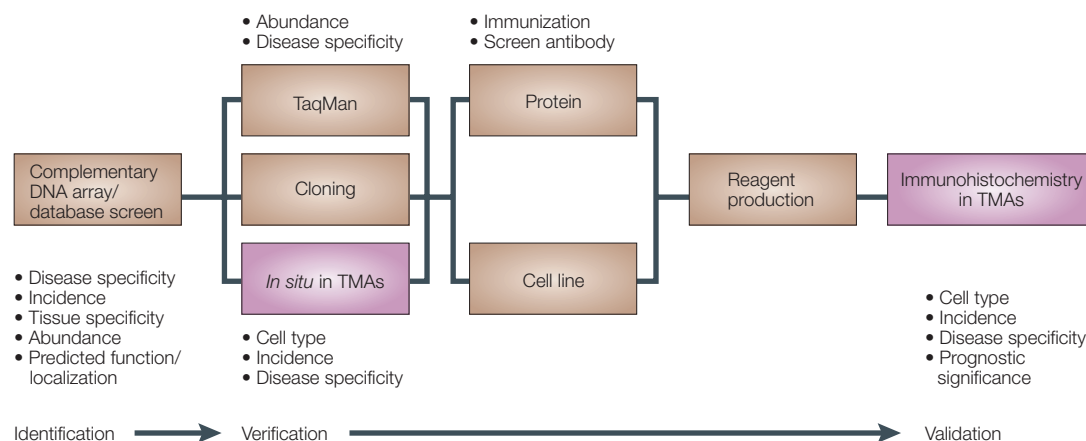 • Abundance
• Disease specificity
• Immunization
• Screen antibody
TaqMan
Protein
Complementary
DNA array/
database screen
Cloning
Reagent
production
Immunohistochemistry
in TMAs
In situ in TMAs
Cell line
• Disease specificity
• Incidence
• Tissue specificity
• Abundance
• Predicted function/
localization
• Cell type
• Incidence
• Disease specificity
• Cell type
• Incidence
• Disease specificity
• Prognostic
significance
Identification
Verification
Validation